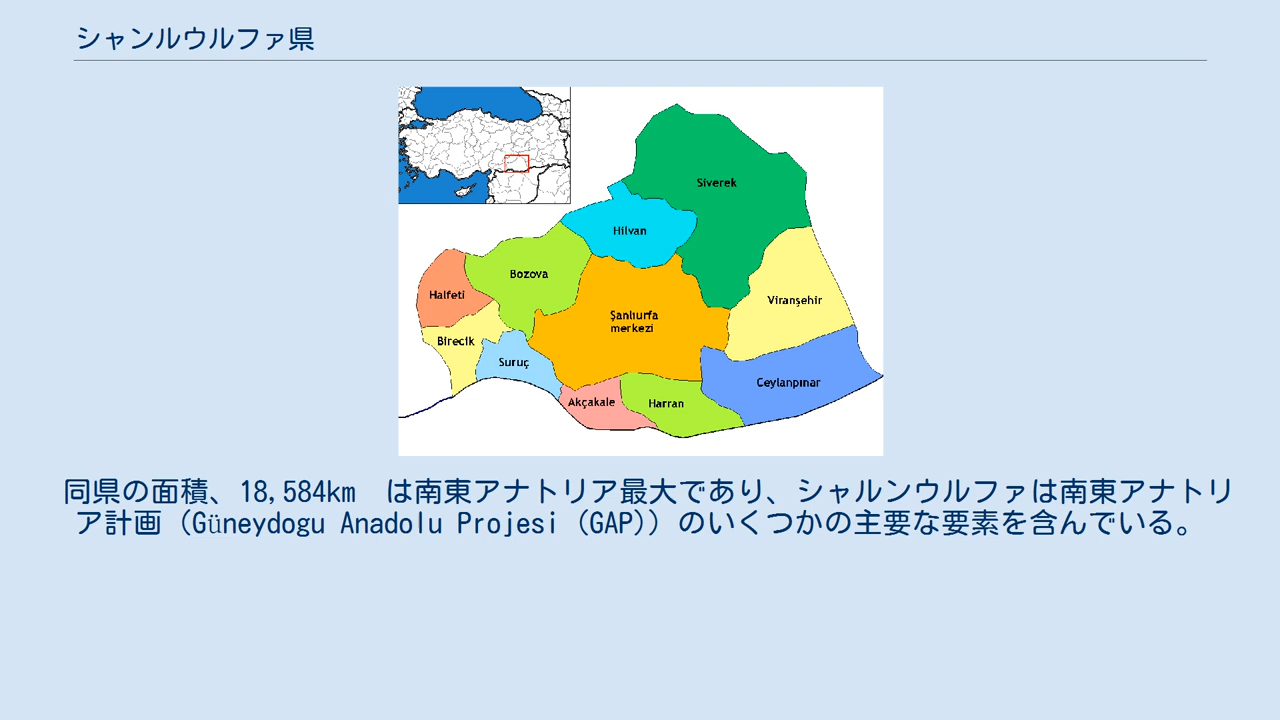 シャンルウルファ県
Siverek
Hilvan
Bozova
Halfeti
Viranşehir
Şanlıurfa
merkezi
Birecik
Suruç
Ceylanpınar
Akçakale
Harran
同県の面積、18,584km　は南東アナトリア最大であり、シャルンウルファは南東アナトリ
ア計画（Güneydogu Anadolu Projesi (GAP)）のいくつかの主要な要素を含んでいる。